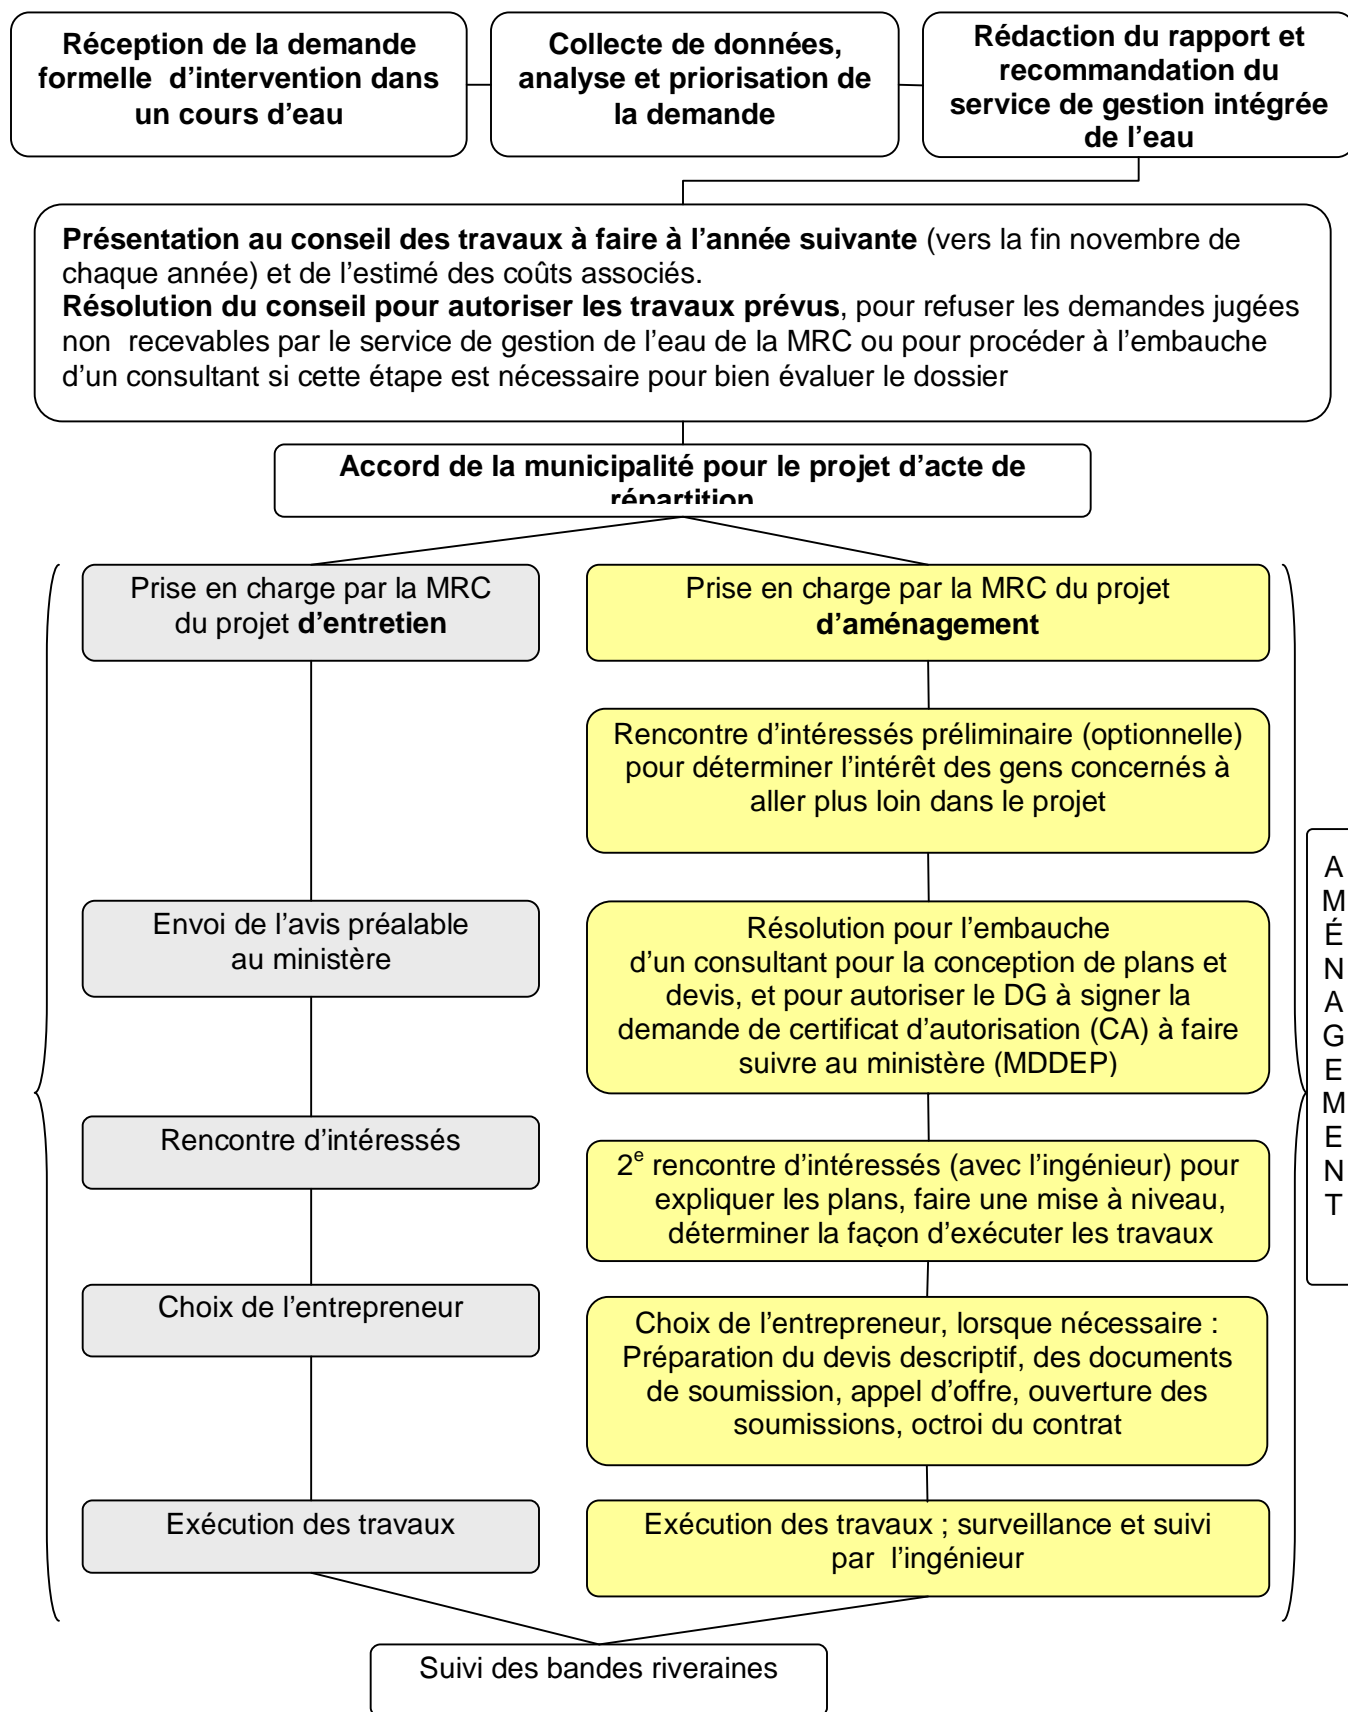 Réception de la demande
formelle d'intervention dans
un cours d'eau
Collecte de données,
analyse et priorisation de
la demande
Rédaction du rapport et
recommandation du
service de gestion intégrée
de l'eau
Présentation au conseil des travaux à faire à l'année suivante (vers la fin novembre de
chaque année) et de l'estimé des coûts associés.
Résolution du conseil pour autoriser les travaux prévus, pour refuser les demandes jugées
non recevables par le service de gestion de l'eau de la MRC ou pour procéder à l'embauche
d'un consultant si cette étape est nécessaire pour bien évaluer le dossier
Accord de la municipalité pour le projet d'acte de
répartition
Prise en charge par la MRC
du projet d'entretien
Envoi de l'avis préalable
au ministère
Rencontre d'intéressés
Choix de l'entrepreneur
Exécution des travaux
Prise en charge par la MRC du projet
d'aménagement
Rencontre d'intéressés préliminaire (optionnelle)
pour déterminer l'intérêt des gens concernés à
aller plus loin dans le projet
Résolution pour l'embauche
d'un consultant pour la conception de plans et
devis, et pour autoriser le DG à signer la
demande de certificat d'autorisation (CA) à faire
suivre au ministère (MDDEP)
2e rencontre d'intéressés (avec l'ingénieur) pour
expliquer les plans, faire une mise à niveau,
déterminer la façon d'exécuter les travaux
Choix de l'entrepreneur, lorsque nécessaire :
Préparation du devis descriptif, des documents
de soumission, appel d'offre, ouverture des
soumissions, octroi du contrat
Exécution des travaux ; surveillance et suivi
par l'ingénieur
A
M
É
N
A
G
E
M
E
N
T
Suivi des bandes riveraines